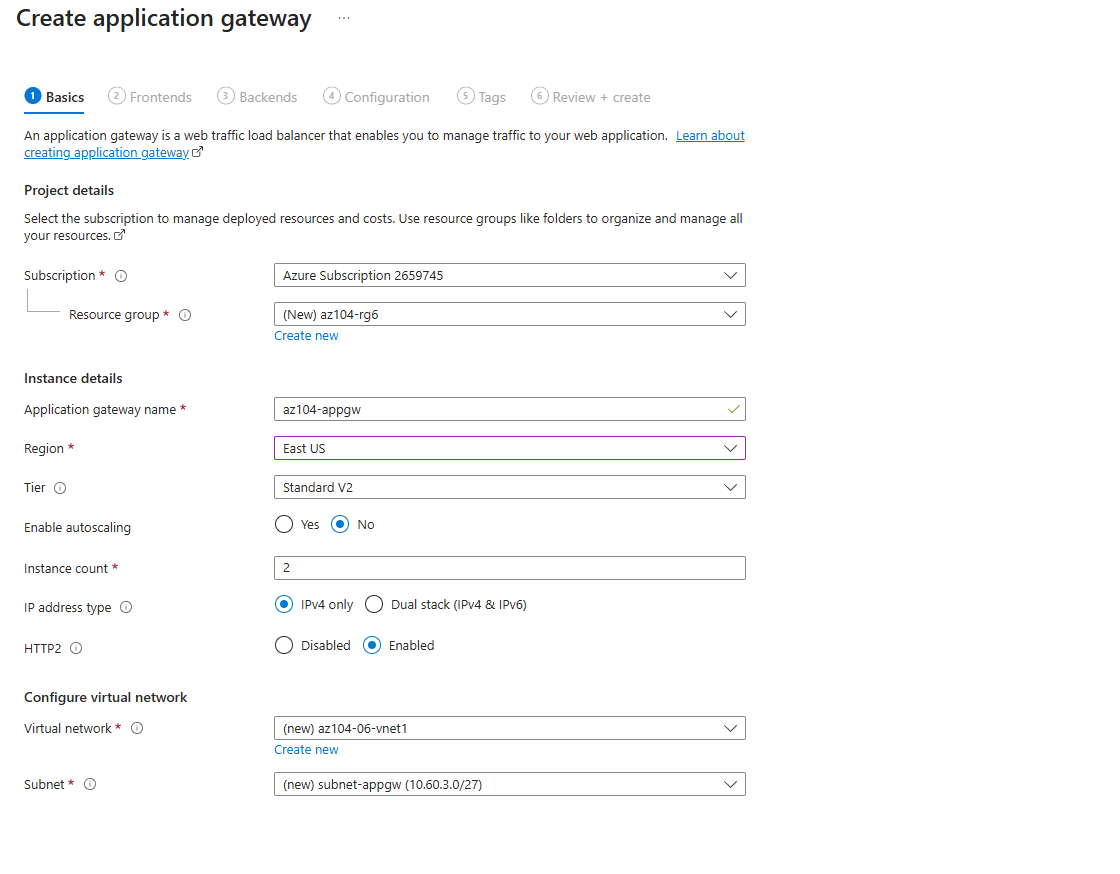 Create application gateway ...
1 Basics 2 Frontends 3 Backends 4 Configuration 5 Tags 6 Review + create
An application gateway is a web traffic load balancer that enables you to manage traffic to your web application. Learn about
creating application gateway
Project details
Select the subscription to manage deployed resources and costs. Use resource groups like folders to organize and manage all
your resources.
Subscription * Azure Subscription 2659745
Resource group * (New) az104-rg6
Create new
Instance details
Application gateway name * az104-appgw
Region * East US
Tier Standard V2
Enable autoscaling Yes No
Instance count * 2
IP address type IPv4 only Dual stack (IPv4 & IPv6)
HTTP2 Disabled Enabled
Configure virtual network
Virtual network * (new) az104-06-vnet1
Create new
Subnet * (new) subnet-appgw (10.60.3.0/27)